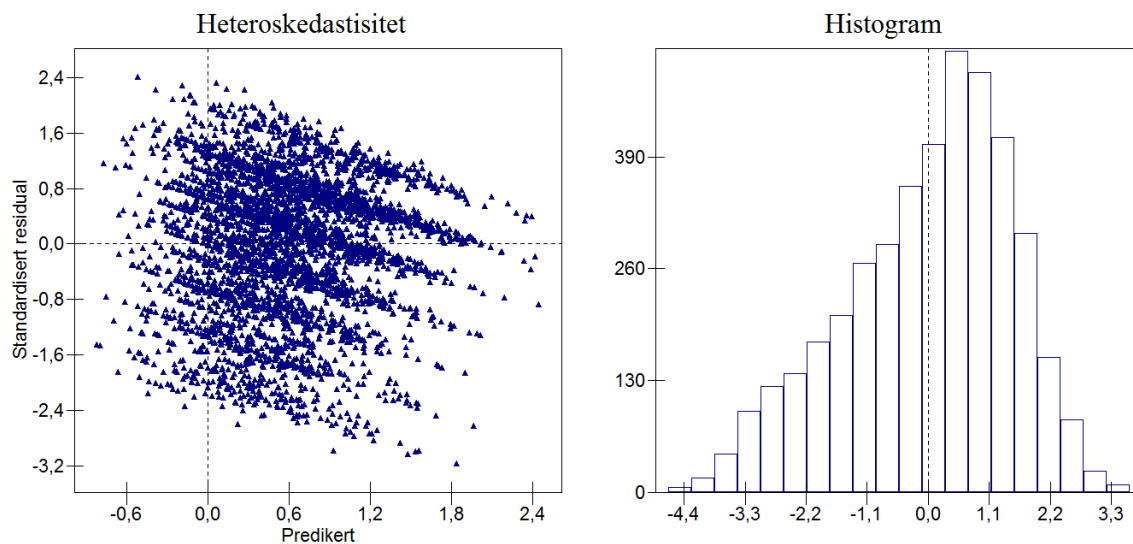 Heteroskedastisitet
2,4
1,6
0,8
0,0
-0,8
-1,6
-2,4
-3,2
Standardisert residual
-0,6 0,0 0,6 1,2 1,8 2,4
Predikert
Histogram
390
260
130
0
-4,4 -3,3 -2,2 -1,1 0,0 1,1 2,2 3,3